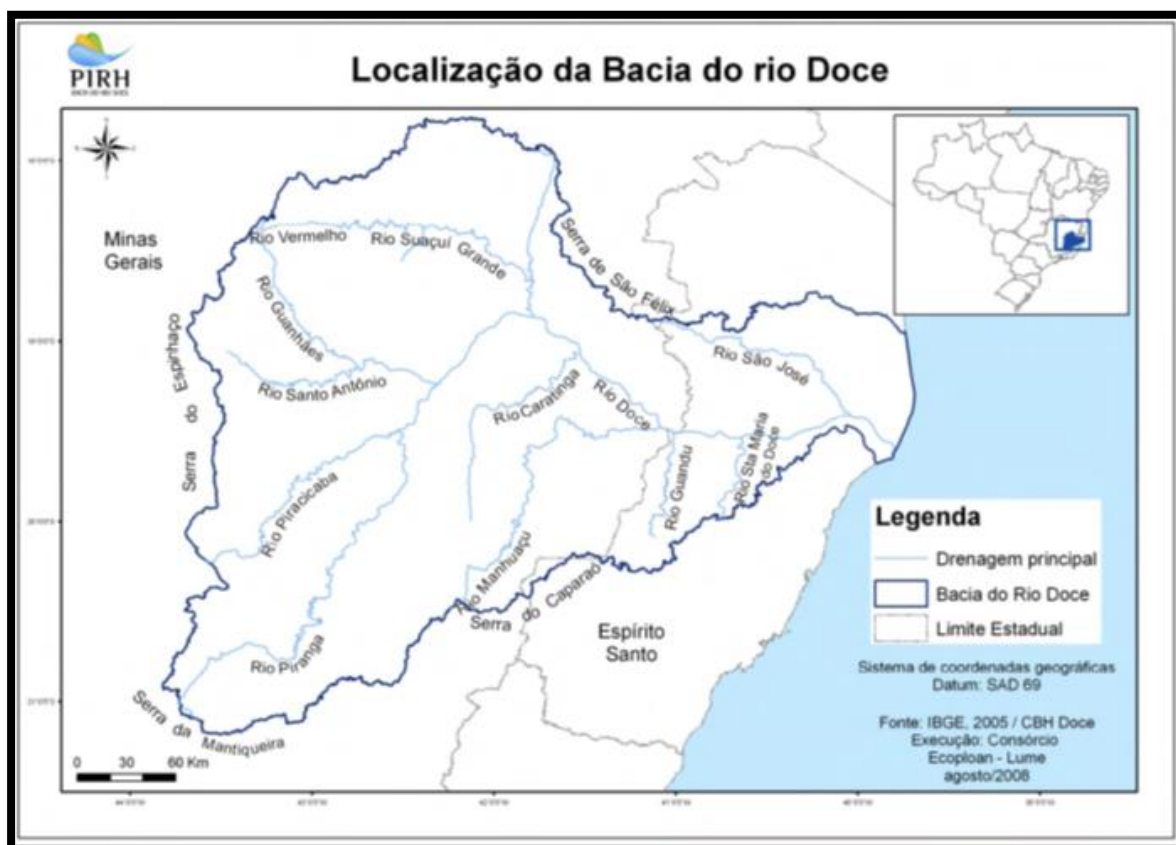 PIRH
Localização da Bacia do rio Doce
Minas
Gerais
Rio Vermelho
Rio Suaçuí Grande
Serra de São Félix
Rio Guanhães
Serra do Espinhaço
Rio Santo Antônio
Rio São José
Rio Caratinga
Rio Doce
Rio Sta Maria
do Doce
Rio Guandu
Rio Piracicaba
Rio Manhuaçu
Serra do Caparaó
Espírito
Santo
Rio Piranga
Serra da Mantiqueira
0 30 60 Km
Legenda
Drenagem principal
Bacia do Rio Doce
Limite Estadual
Sistema de coordenadas geográficas
Datum: SAD 69
Fonte: IBGE, 2005 / CBH Doce
Execução: Consórcio
Ecoploan - Lume
agosto/2008